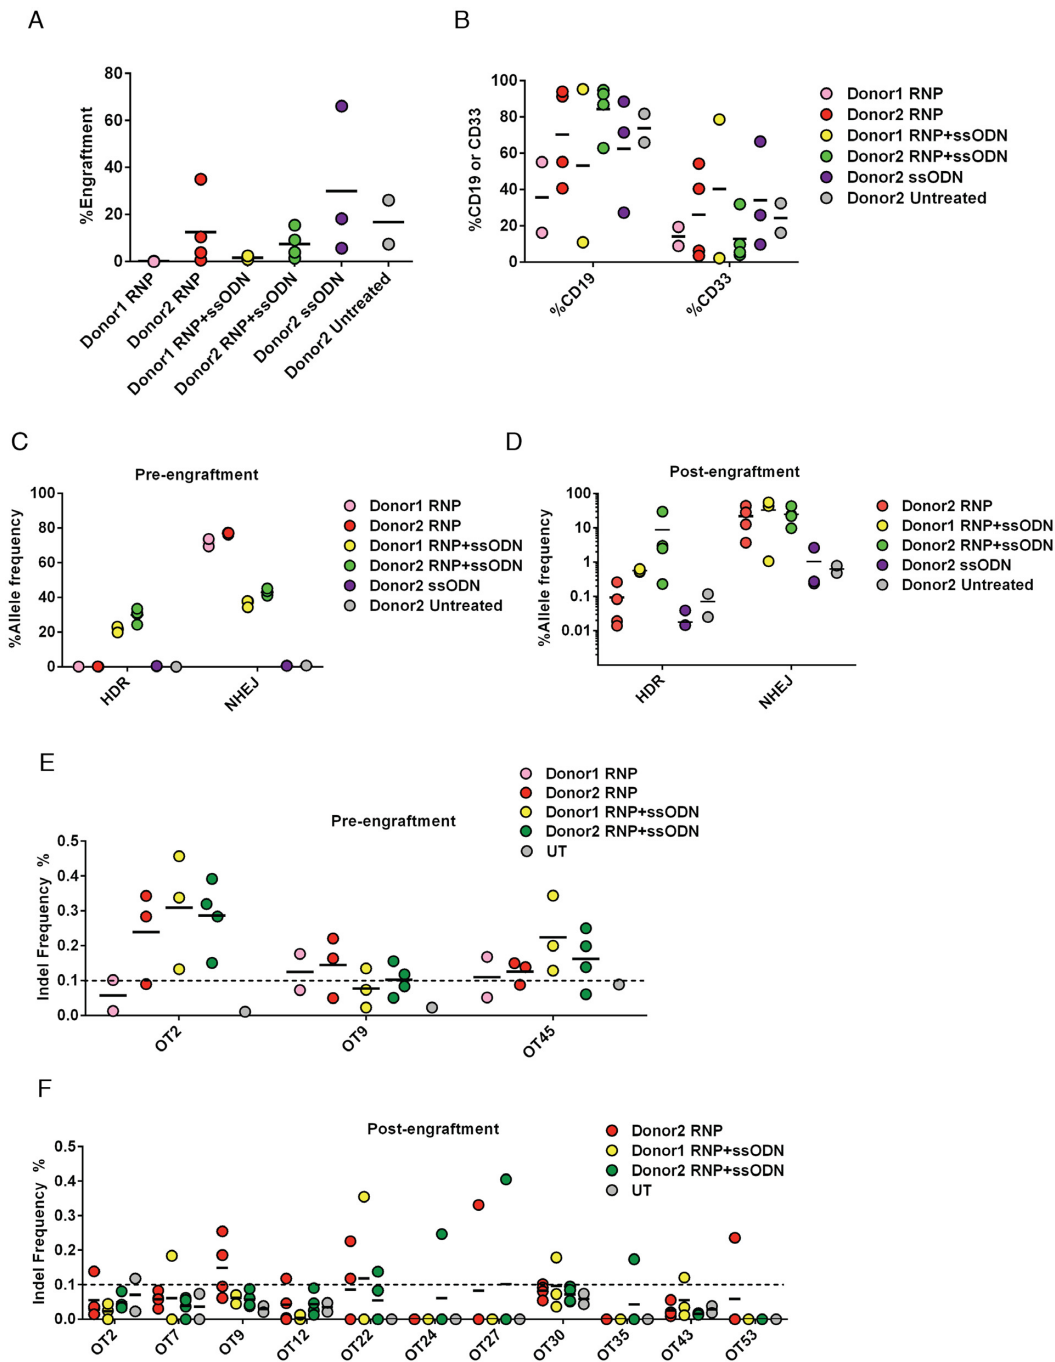 A
%Engraftment
80
60
40
20
0
Donor1 RNP
Donor2 RNP
Donor1 RNP+ssODN
Donor2 RNP+ssODN
Donor2 ssODN
Donor2 Untreated
B
%CD19 or CD33
100
80
60
40
20
0
%CD19
%CD33
Donor1 RNP
Donor2 RNP
Donor1 RNP+ssODN
Donor2 RNP+ssODN
Donor2 ssODN
Donor2 Untreated
C
Pre-engraftment
%Allele frequency
100
80
60
40
20
0
HDR
NHEJ
Donor1 RNP
Donor2 RNP
Donor1 RNP+ssODN
Donor2 RNP+ssODN
Donor2 ssODN
Donor2 Untreated
D
Post-engraftment
%Allele frequency
100
10
1
0.1
0.01
HDR
NHEJ
Donor2 RNP
Donor1 RNP+ssODN
Donor2 RNP+ssODN
Donor2 ssODN
Donor2 Untreated
E
Pre-engraftment
Donor1 RNP
Donor2 RNP
Donor1 RNP+ssODN
Donor2 RNP+ssODN
UT
Indel Frequency %
0.5
0.4
0.3
0.2
0.1
0.0
OT2
OT9
OT45
F
Post-engraftment
Donor2 RNP
Donor1 RNP+ssODN
Donor2 RNP+ssODN
UT
Indel Frequency %
0.5
0.4
0.3
0.2
0.1
0.0
OT2
OT7
OT9
OT12
OT22
OT24
OT27
OT30
OT35
OT43
OT53